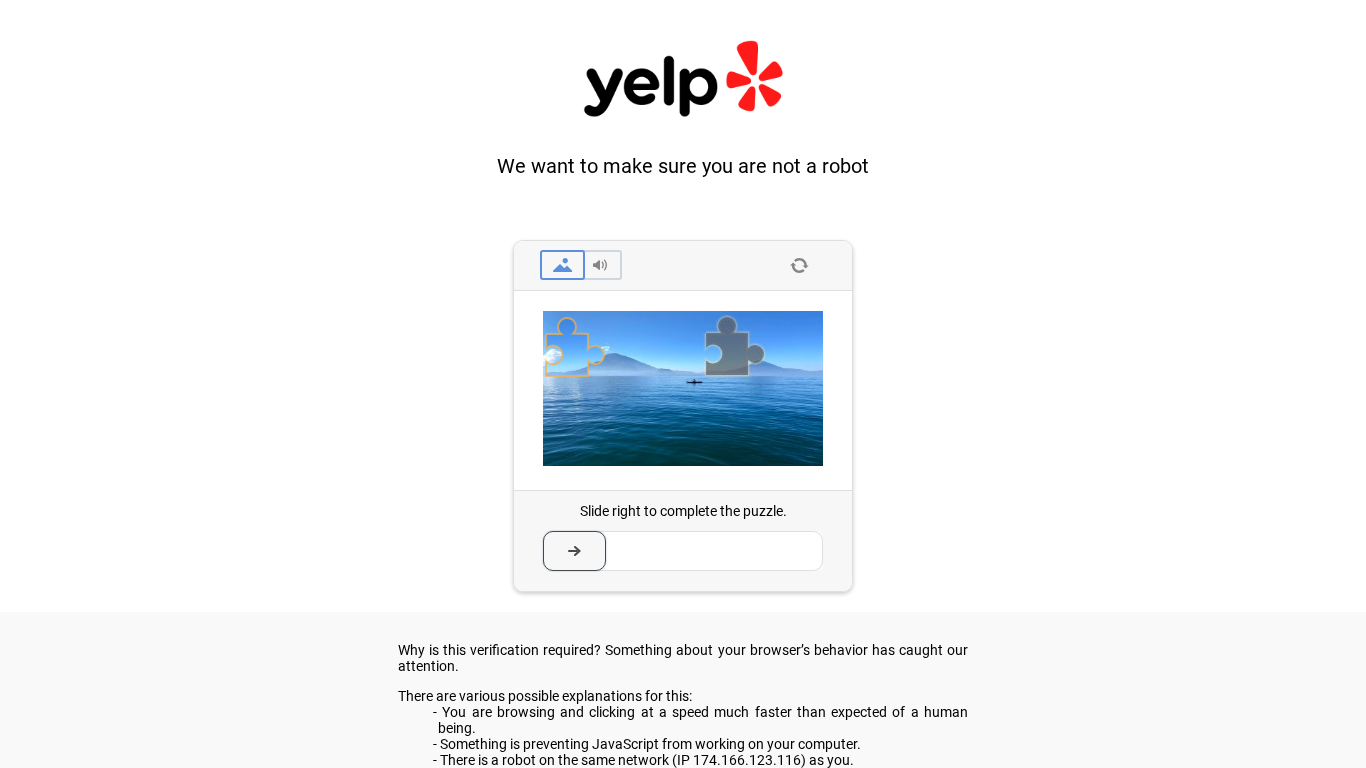 yelp
We want to make sure you are not a robot
Slide right to complete the puzzle.
Why is this verification required? Something about your browser’s behavior has caught our
attention.
There are various possible explanations for this:
- You are browsing and clicking at a speed much faster than expected of a human
being.
- Something is preventing JavaScript from working on your computer.
- There is a robot on the same network (IP 174.166.123.116) as you.